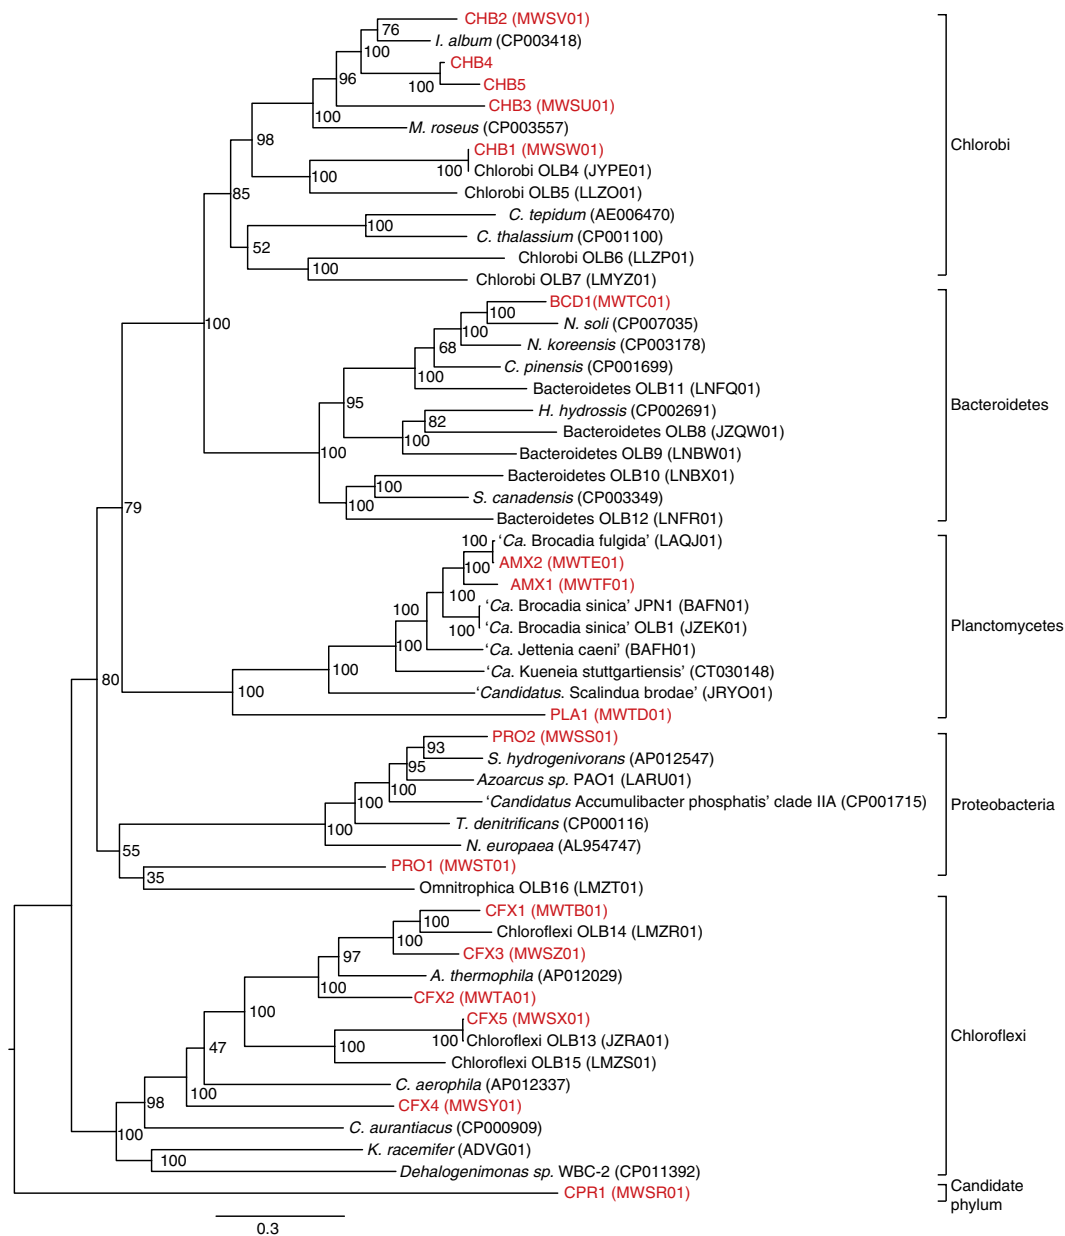 CHB2 (MWSV01)
76
I. album (CP003418)
100
CHB4
96
100
CHB5
CHB3 (MWSU01)
100
M. roseus (CP003557)
98
Chlorobi
CHB1 (MWSW01)
100
Chlorobi OLB4 (JYPE01)
100
Chlorobi OLB5 (LLZO01)
85
C. tepidum (AE006470)
100
C. thalassium (CP001100)
52
Chlorobi OLB6 (LLZP01)
100
Chlorobi OLB7 (LMYZ01)
100
BCD1(MWTC01)
100
N. soli (CP007035)
100
N. koreensis (CP003178)
68
C. pinensis (CP001699)
100
Bacteroidetes OLB11 (LNFQ01)
95
Bacteroidetes
H. hydrossis (CP002691)
82
Bacteroidetes OLB8 (JZQW01)
100
Bacteroidetes OLB9 (LNBW01)
100
Bacteroidetes OLB10 (LNBX01)
100
S. canadensis (CP003349)
100
Bacteroidetes OLB12 (LNFR01)
79
100
'Ca. Brocadia fulgida' (LAQJ01)
100
AMX2 (MWTE01)
AMX1 (MWTF01)
100
100
'Ca. Brocadia sinica' JPN1 (BAFN01)
100
'Ca. Brocadia sinica' OLB1 (JZEK01)
Planctomycetes
100
'Ca. Jettenia caeni' (BAFH01)
100
'Ca. Kueneia stuttgartiensis' (CT030148)
100
'Candidatus. Scalindua brodae' (JRYO01)
PLA1 (MWTD01)
80
PRO2 (MWSS01)
93
S. hydrogenivorans (AP012547)
95
Azoarcus sp. PAO1 (LARU01)
100
'Candidatus Accumulibacter phosphatis' clade IIA (CP001715)
Proteobacteria
100
T. denitrificans (CP000116)
100
N. europaea (AL954747)
55
PRO1 (MWST01)
35
Omnitrophica OLB16 (LMZT01)
CFX1 (MWTB01)
100
Chloroflexi OLB14 (LMZR01)
100
CFX3 (MWSZ01)
97
A. thermophila (AP012029)
100
CFX2 (MWTA01)
100
CFX5 (MWSX01)
100
Chloroflexi OLB13 (JZRA01)
Chloroflexi
100
Chloroflexi OLB15 (LMZS01)
47
C. aerophila (AP012337)
100
CFX4 (MWSY01)
98
C. aurantiacus (CP000909)
100
K. racemifer (ADVG01)
100
Dehalogenimonas sp. WBC-2 (CP011392)
CPR1 (MWSR01)
Candidate
phylum
0.3